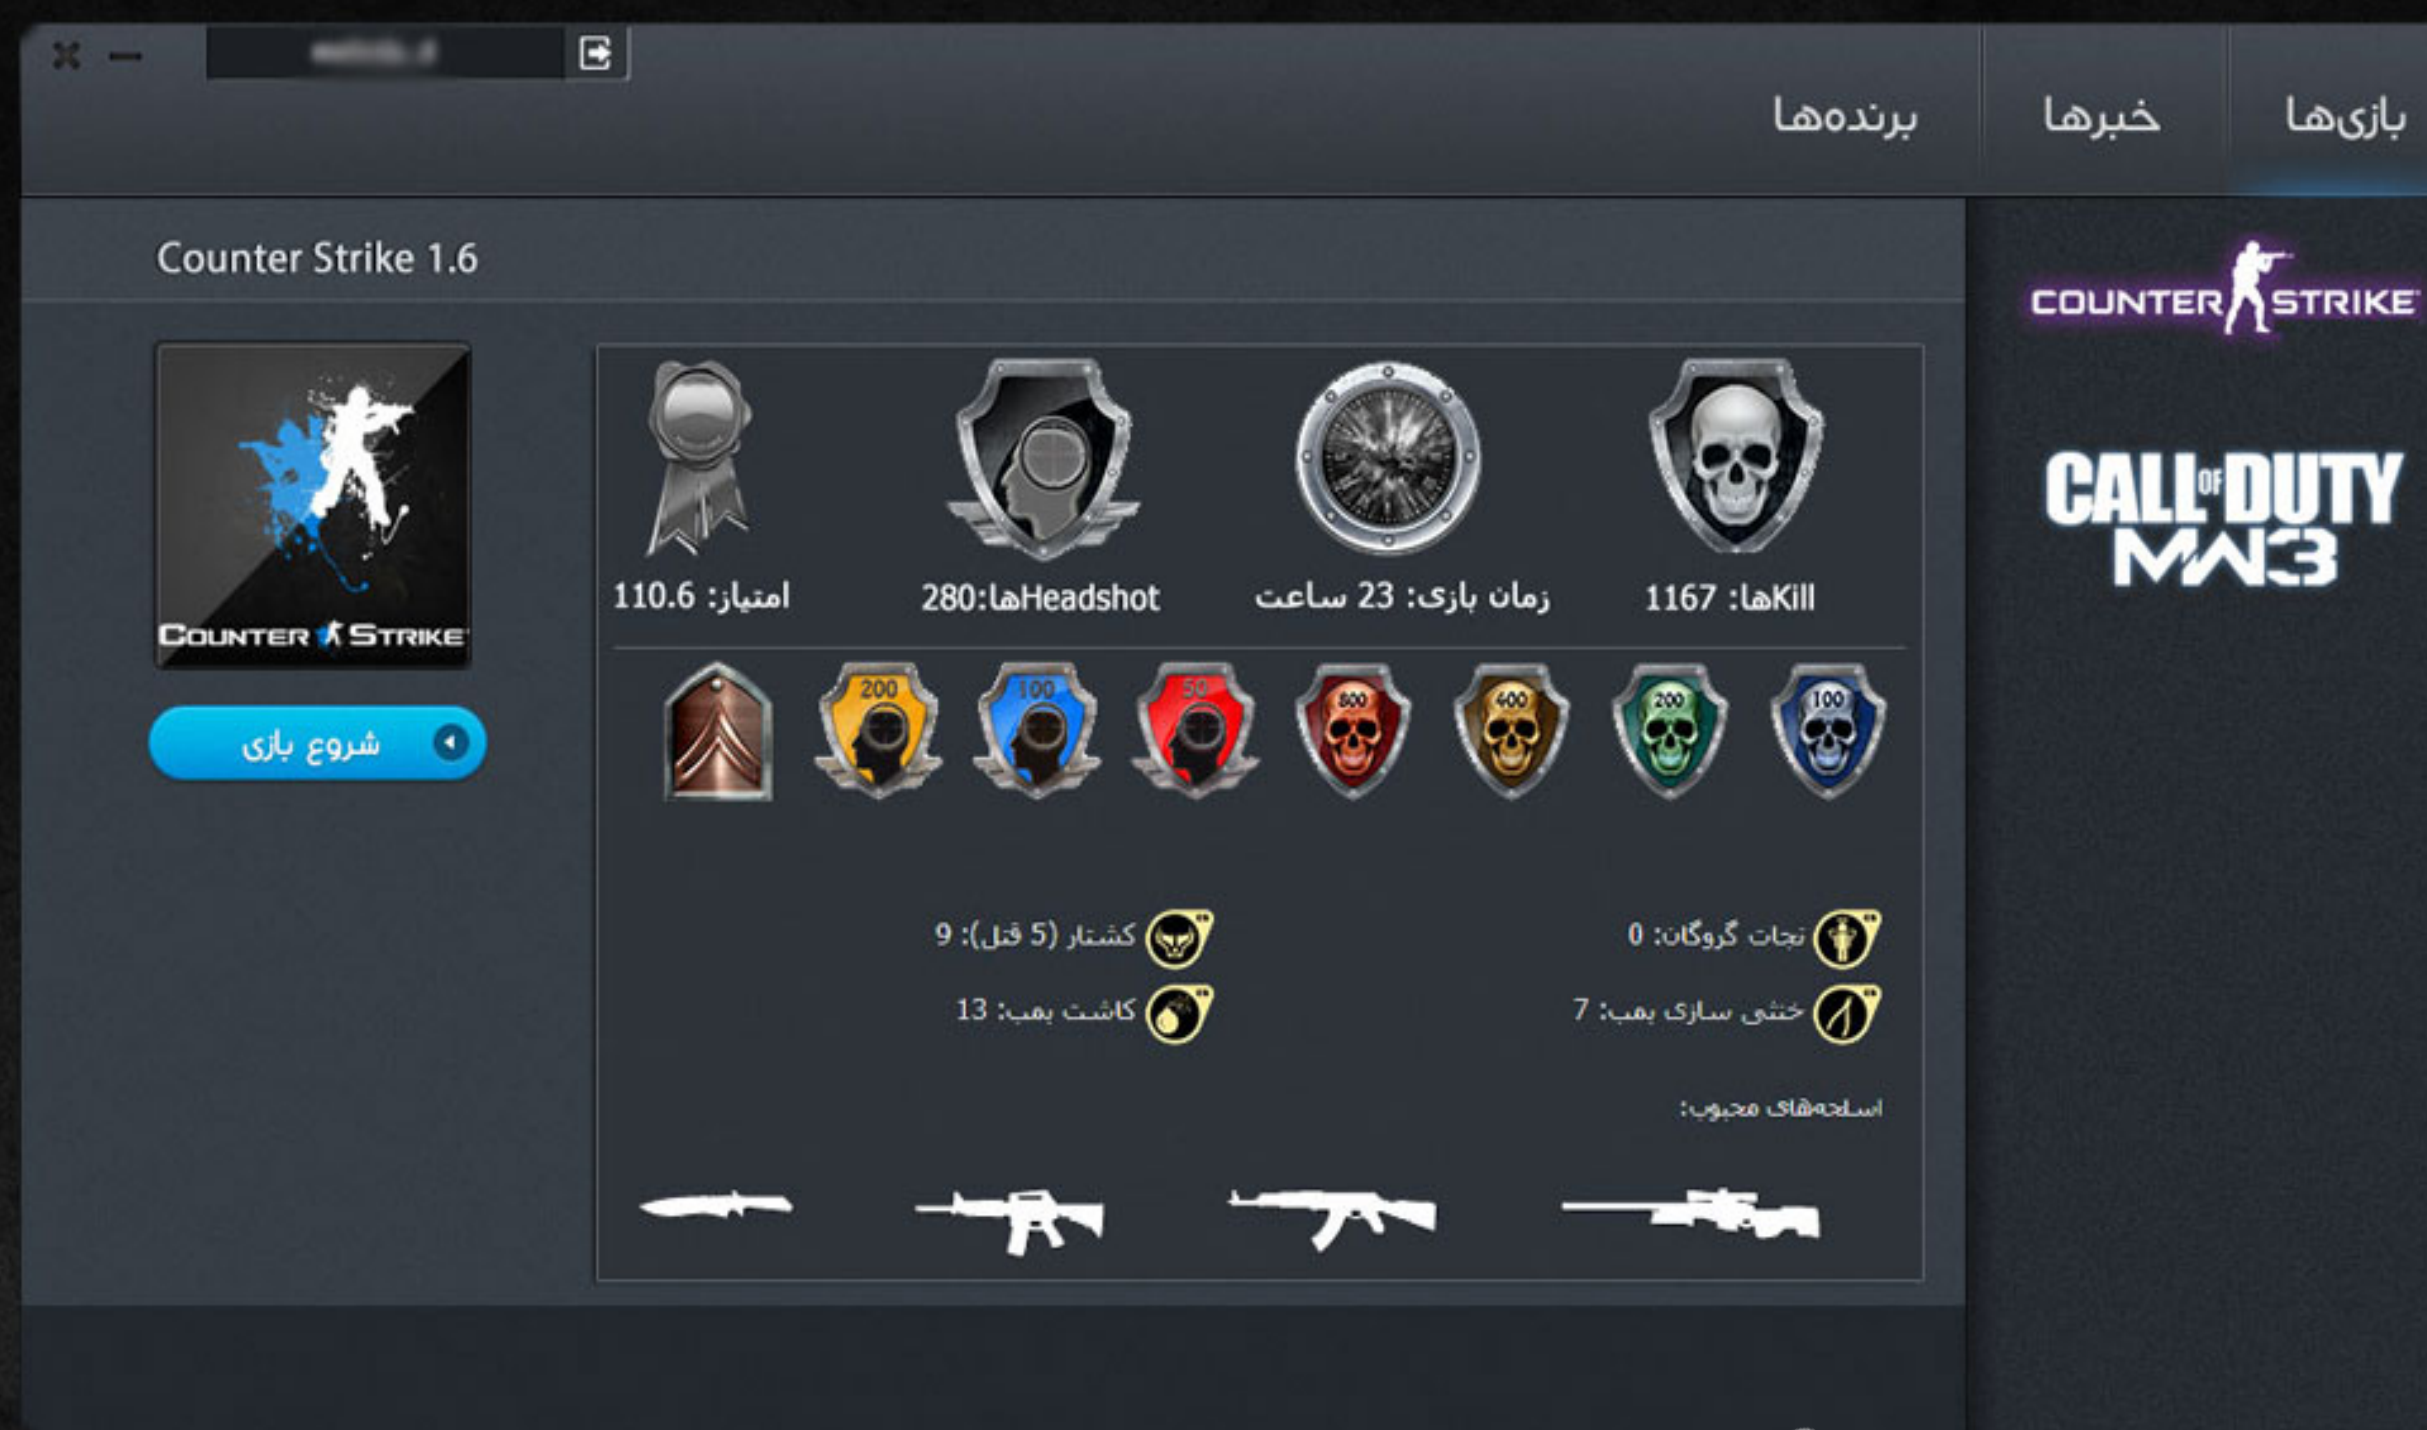 بازی‌ها
خبرها
برنده‌ها
Counter Strike 1.6
COUNTER STRIKE
CALL OF DUTY
MW3
COUNTER STRIKE
شروع بازی
Killها: 1167
زمان بازی: 23 ساعت
Headshotها:280
امتیاز: 110.6
100
200
400
800
50
100
200
نجات گروگان: 0
کشتار (5 قتل): 9
خنثی سازی بمب: 7
کاشت بمب: 13
اسلحه‌های محبوب: